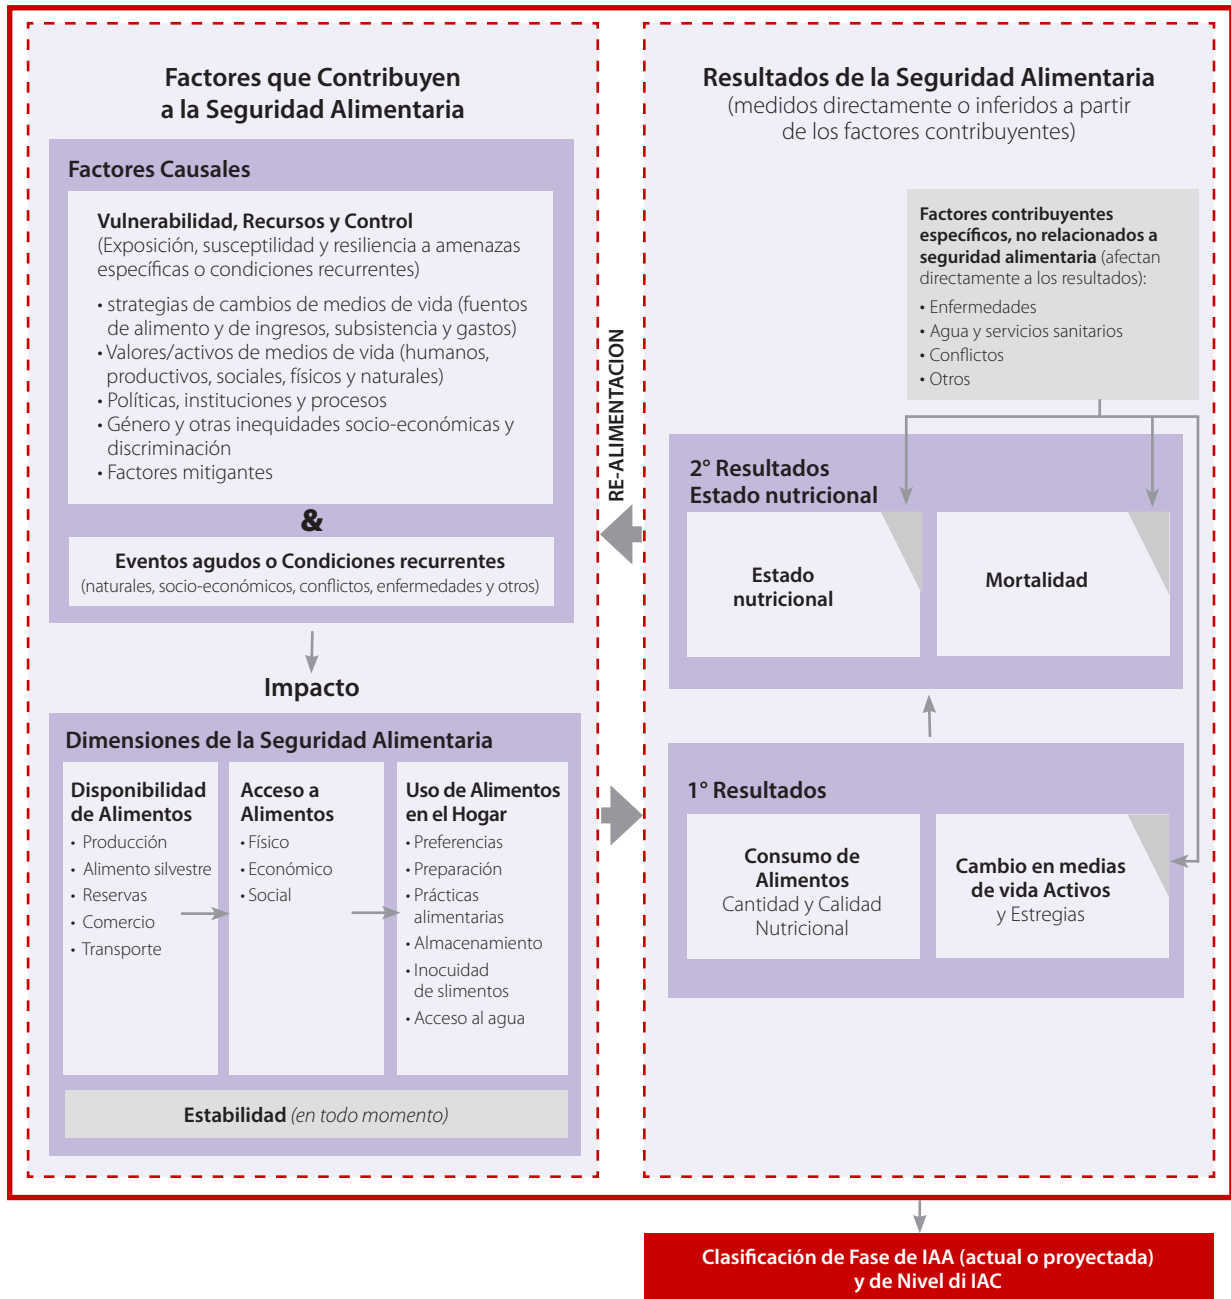 Factores que Contribuyen
a la Seguridad Alimentaria
Factores Causales
Vulnerabilidad, Recursos y Control
(Exposición, susceptilidad y resiliencia a amenazas
específicas o condiciones recurrentes)
• strategias de cambios de medios de vida (fuentos
de alimento y de ingresos, subsistencia y gastos)
• Valores/activos de medios de vida (humanos,
productivos, sociales, físicos y naturales)
• Políticas, instituciones y procesos
• Género y otras inequidades socio-económicas y
discriminación
• Factores mitigantes
&
Eventos agudos o Condiciones recurrentes
(naturales, socio-económicos, conflictos, enfermedades y otros)
Impacto
Dimensiones de la Seguridad Alimentaria
Disponibilidad
de Alimentos
• Producción
• Alimento silvestre
• Reservas
• Comercio
• Transporte
Acceso a
Alimentos
• Físico
• Económico
• Social
Uso de Alimentos
en el Hogar
• Preferencias
• Preparación
• Prácticas
alimentarias
• Almacenamiento
• Inocuidad
de slimentos
• Acceso al agua
Estabilidad (en todo momento)
RE-ALIMENTACION
Resultados de la Seguridad Alimentaria
(medidos directamente o inferidos a partir
de los factores contribuyentes)
Factores contribuyentes
específicos, no relacionados a
seguridad alimentaria (afectan
directamente a los resultados):
• Enfermedades
• Agua y servicios sanitarios
• Conflictos
• Otros
2° Resultados
Estado nutricional
Estado
nutricional
Mortalidad
1° Resultados
Consumo de
Alimentos
Cantidad y Calidad
Nutricional
Cambio en medias
de vida Activos
y Estregias
Clasificación de Fase de IAA (actual o proyectada)
y de Nivel di IAC